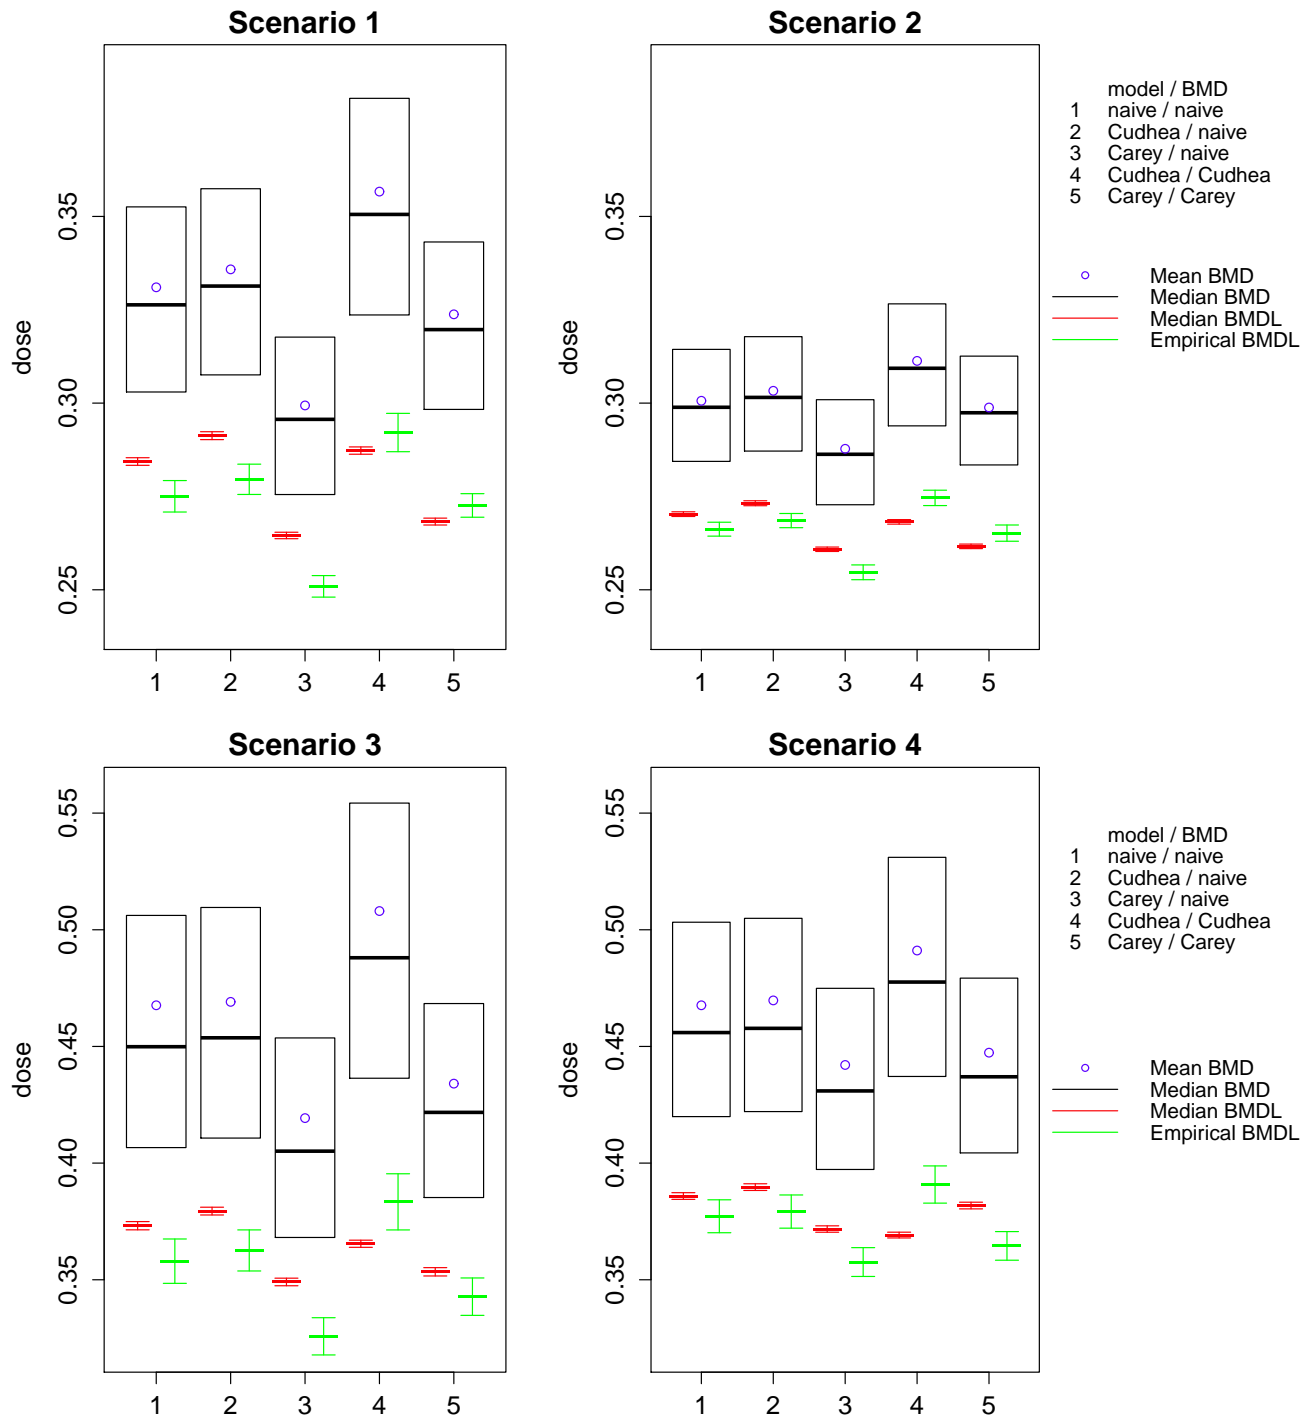 Scenario 1
Scenario 2
dose
0.25 0.30 0.35
1 2 3 4 5
dose
0.25 0.30 0.35
1 2 3 4 5
model / BMD
1 naive / naive
2 Cudhea / naive
3 Carey / naive
4 Cudhea / Cudhea
5 Carey / Carey
Mean BMD
Median BMD
Median BMDL
Empirical BMDL
Scenario 3
Scenario 4
dose
0.35 0.40 0.45 0.50 0.55
1 2 3 4 5
dose
0.35 0.40 0.45 0.50 0.55
1 2 3 4 5
model / BMD
1 naive / naive
2 Cudhea / naive
3 Carey / naive
4 Cudhea / Cudhea
5 Carey / Carey
Mean BMD
Median BMD
Median BMDL
Empirical BMDL